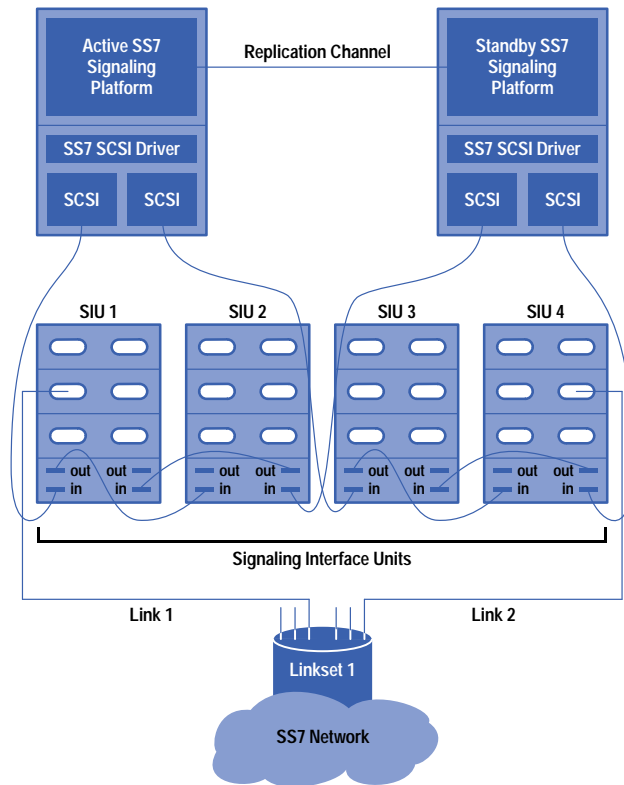 Active SS7
Signaling
Platform
Replication Channel
Standby SS7
Signaling
Platform
SS7 SCSI Driver
SS7 SCSI Driver
SCSI
SCSI
SCSI
SCSI
SIU 1
SIU 2
SIU 3
SIU 4
out out
in in
out out
in in
out out
in in
out out
in in
Signaling Interface Units
Link 1
Link 2
Linkset 1
SS7 Network